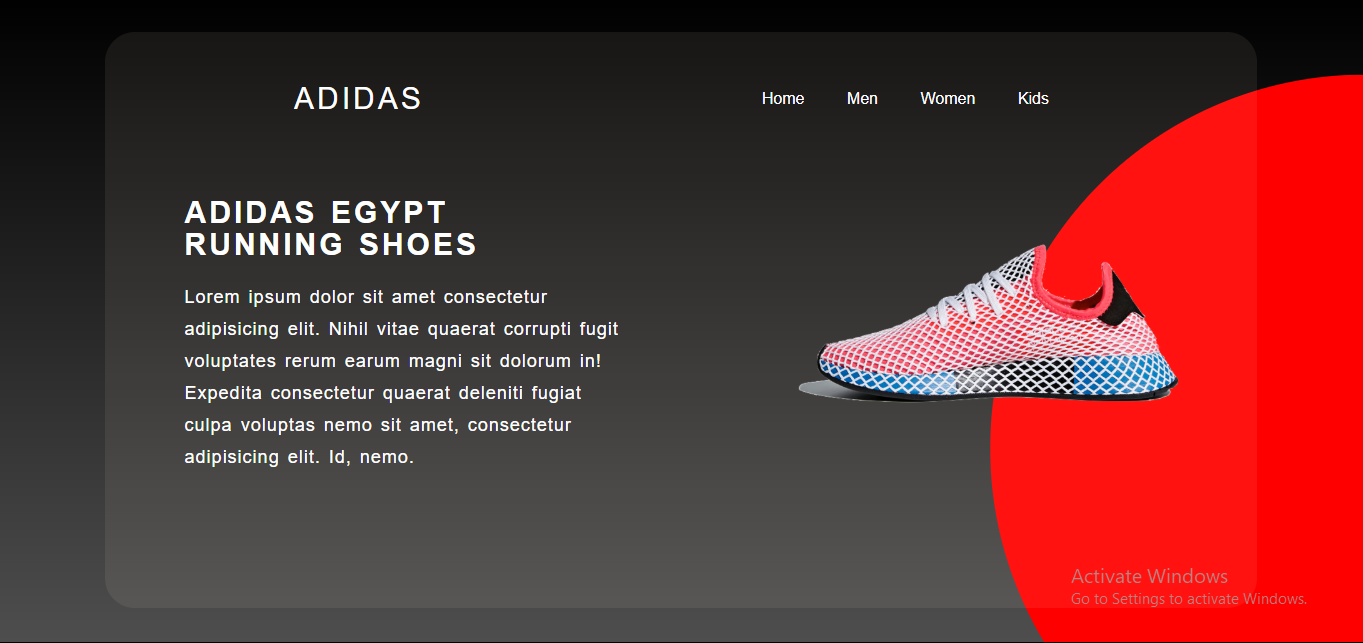 ADIDAS
Home Men Women Kids
ADIDAS EGYPT
RUNNING SHOES
Lorem ipsum dolor sit amet consectetur
adipisicing elit. Nihil vitae quaerat corrupti fugit
voluptates rerum earum magni sit dolorum in!
Expedita consectetur quaerat deleniti fugiat
culpa voluptas nemo sit amet, consectetur
adipisicing elit. Id, nemo.
Activate Windows
Go to Settings to activate Windows.